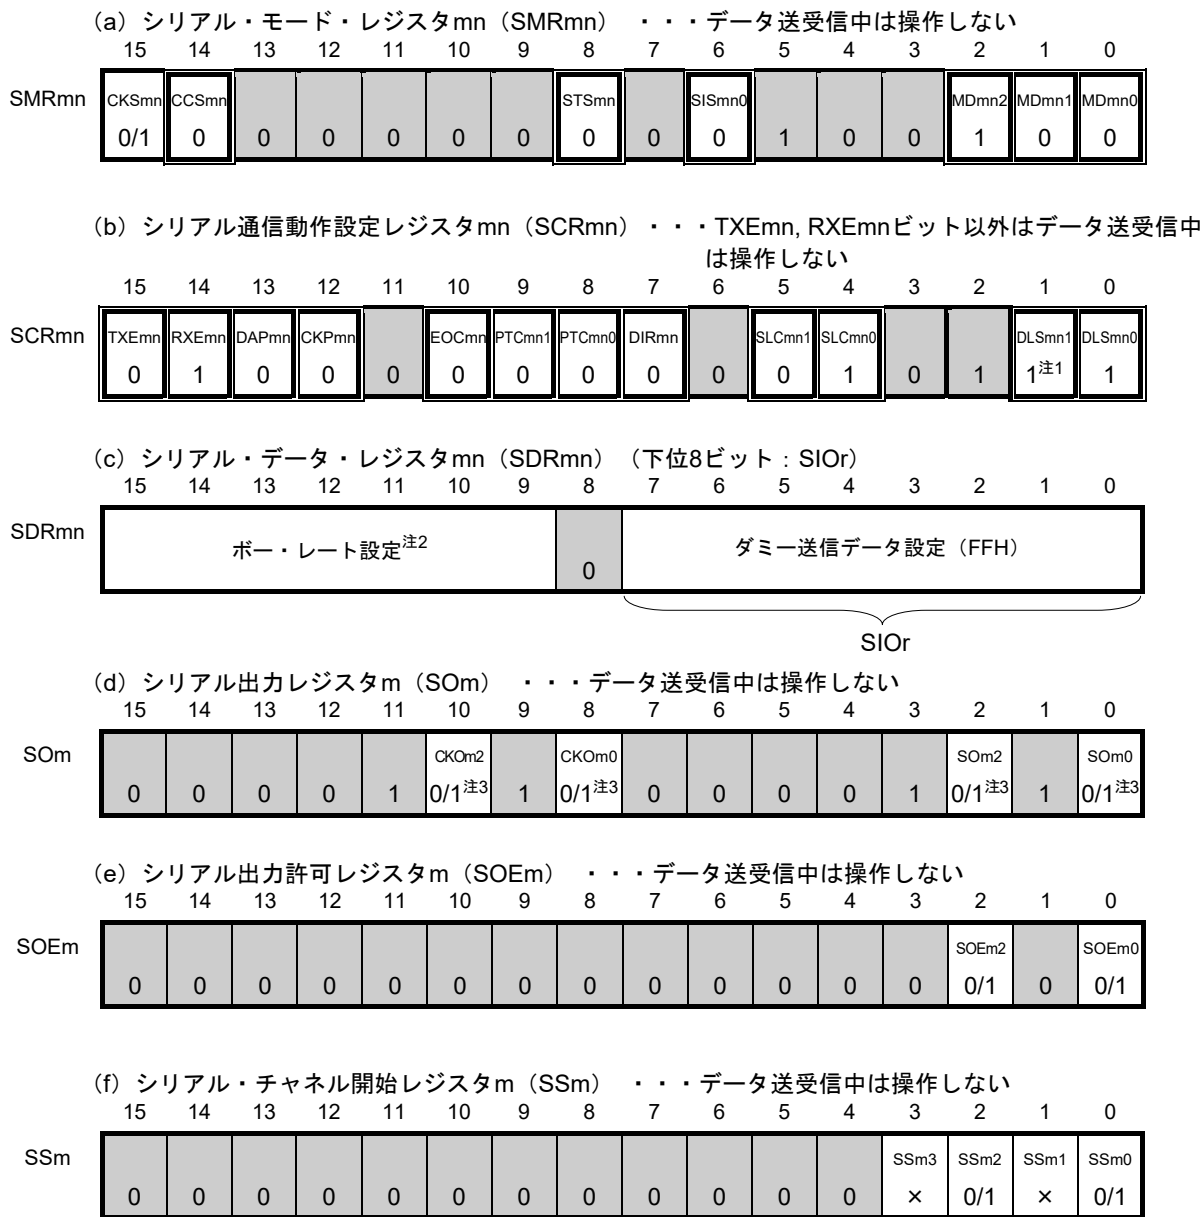 (a) シリアル・モード・レジスタmn（SMRmn） ・・・データ送受信中は操作しない
15 14 13 12 11 10 9 8 7 6 5 4 3 2 1 0
SMRmn CKSmn CCSmn STSmn SISmn0 MDmn2 MDmn1 MDmn0
0/1 0 0 0 0 0 0 0 0 0 1 0 0 1 0 0
(b) シリアル通信動作設定レジスタmn（SCRmn）・・・TXEmn, RXEmnビット以外はデータ送受信中
は操作しない
15 14 13 12 11 10 9 8 7 6 5 4 3 2 1 0
SCRmn TXEmn RXEmn DAPmn CKPmn EOCmn PTCmn1 PTCmn0 DIRmn SLCmn1 SLCmn0 DLSmn1 DLSmn0
0 1 0 0 0 0 0 0 0 0 0 1 0 1 1注1 1
(c) シリアル・データ・レジスタmn（SDRmn）（下位8ビット：SIOr）
15 14 13 12 11 10 9 8 7 6 5 4 3 2 1 0
SDRmn ボー・レート設定注2 0 ダミー送信データ設定（FFH）
SIOr
(d) シリアル出力レジスタm（SOm） ・・・データ送受信中は操作しない
15 14 13 12 11 10 9 8 7 6 5 4 3 2 1 0
SOm CKOm2 CKOm0 SOm2 SOm0
0 0 0 0 1 0/1注3 1 0/1注3 0 0 0 0 1 0/1注3 1 0/1注3
(e) シリアル出力許可レジスタm（SOEm） ・・・データ送受信中は操作しない
15 14 13 12 11 10 9 8 7 6 5 4 3 2 1 0
SOEm SOEm2 SOEm0
0 0 0 0 0 0 0 0 0 0 0 0 0 0/1 0 0/1
(f) シリアル・チャネル開始レジスタm（SSm） ・・・データ送受信中は操作しない
15 14 13 12 11 10 9 8 7 6 5 4 3 2 1 0
SSm SSm3 SSm2 SSm1 SSm0
0 0 0 0 0 0 0 0 0 0 0 0 × 0/1 × 0/1